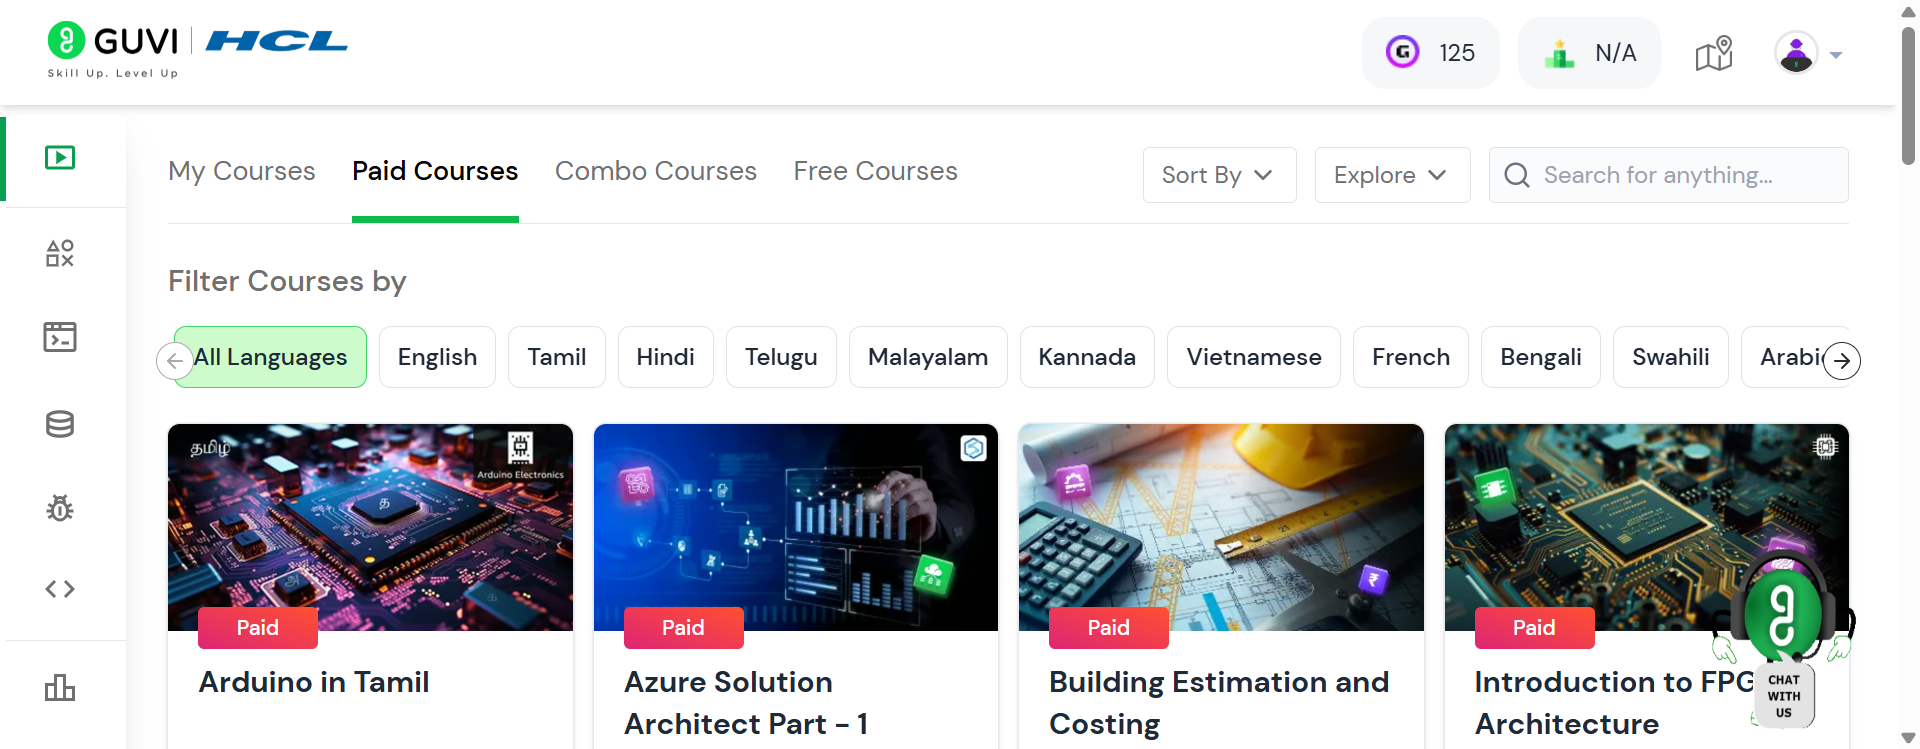 GUVI HCL
Skill Up. Level Up
125
N/A
My Courses
Paid Courses
Combo Courses
Free Courses
Sort By
Explore
Search for anything...
Filter Courses by
All Languages
English
Tamil
Hindi
Telugu
Malayalam
Kannada
Vietnamese
French
Bengali
Swahili
Arabic
தமிழ்
Arduino Electronics
த
Paid
Paid
Paid
Paid
Arduino in Tamil
Azure Solution
Architect Part - 1
Building Estimation and
Costing
Introduction to FPG
Architecture
CHAT
WITH
US